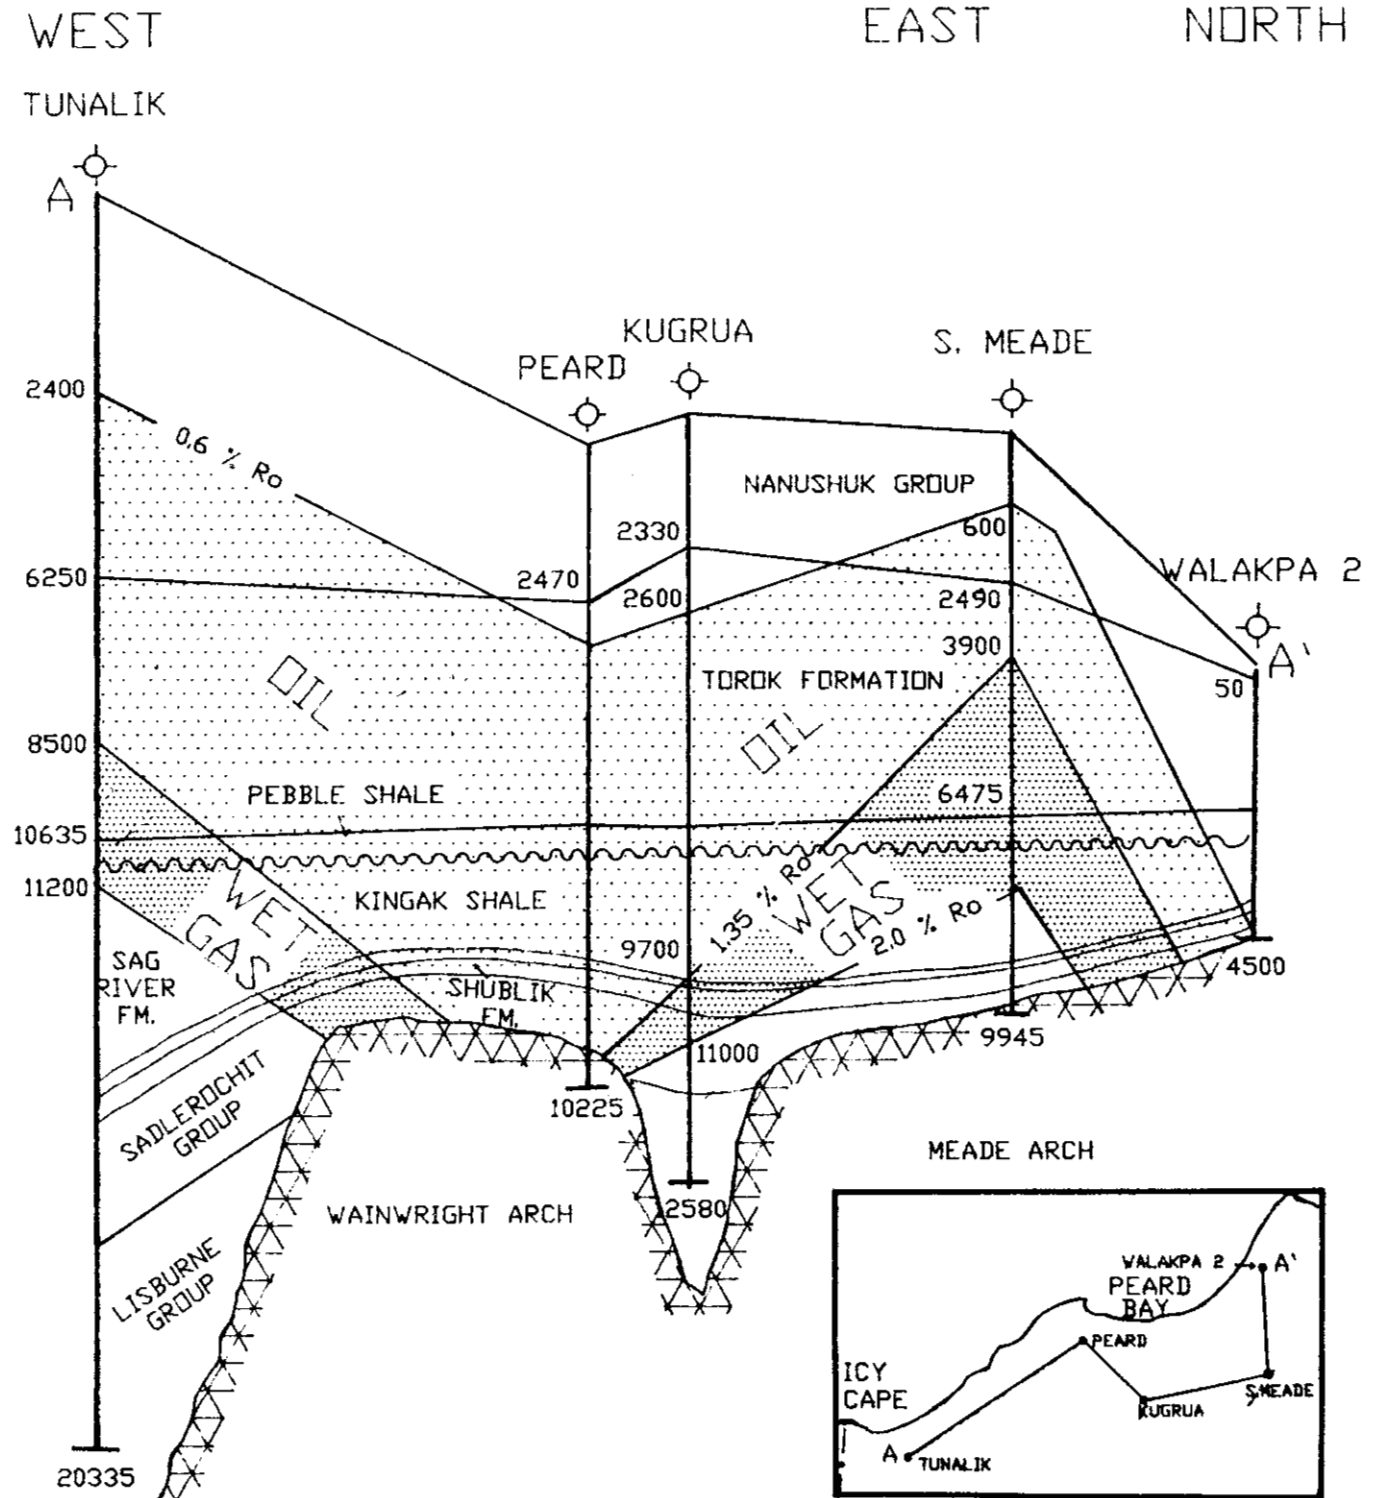 WEST
EAST
NORTH
TUNALIK
A
KUGRUA
PEARD
S. MEADE
2400
0.6 % Ro
NANUSHUK GROUP
600
2330
WALAKPA 2
6250
2470
2600
2490
3900
A'
OIL
TOROK FORMATION
50
OIL
8500
PEBBLE SHALE
6475
10635
11200
WET
GAS
KINGAK SHALE
1.35 % Ro
WET
GAS
2.0 % Ro
9700
SAG
RIVER
FM.
SHUBLIK
FM.
4500
11000
9945
SADLEROCHIT
GROUP
10225
MEADE ARCH
WAINWRIGHT ARCH
2580
LISBURNE
GROUP
20335
WALAKPA 2
A'
PEARD
BAY
PEARD
ICY
CAPE
S.MEADE
KUGRUA
A
TUNALIK